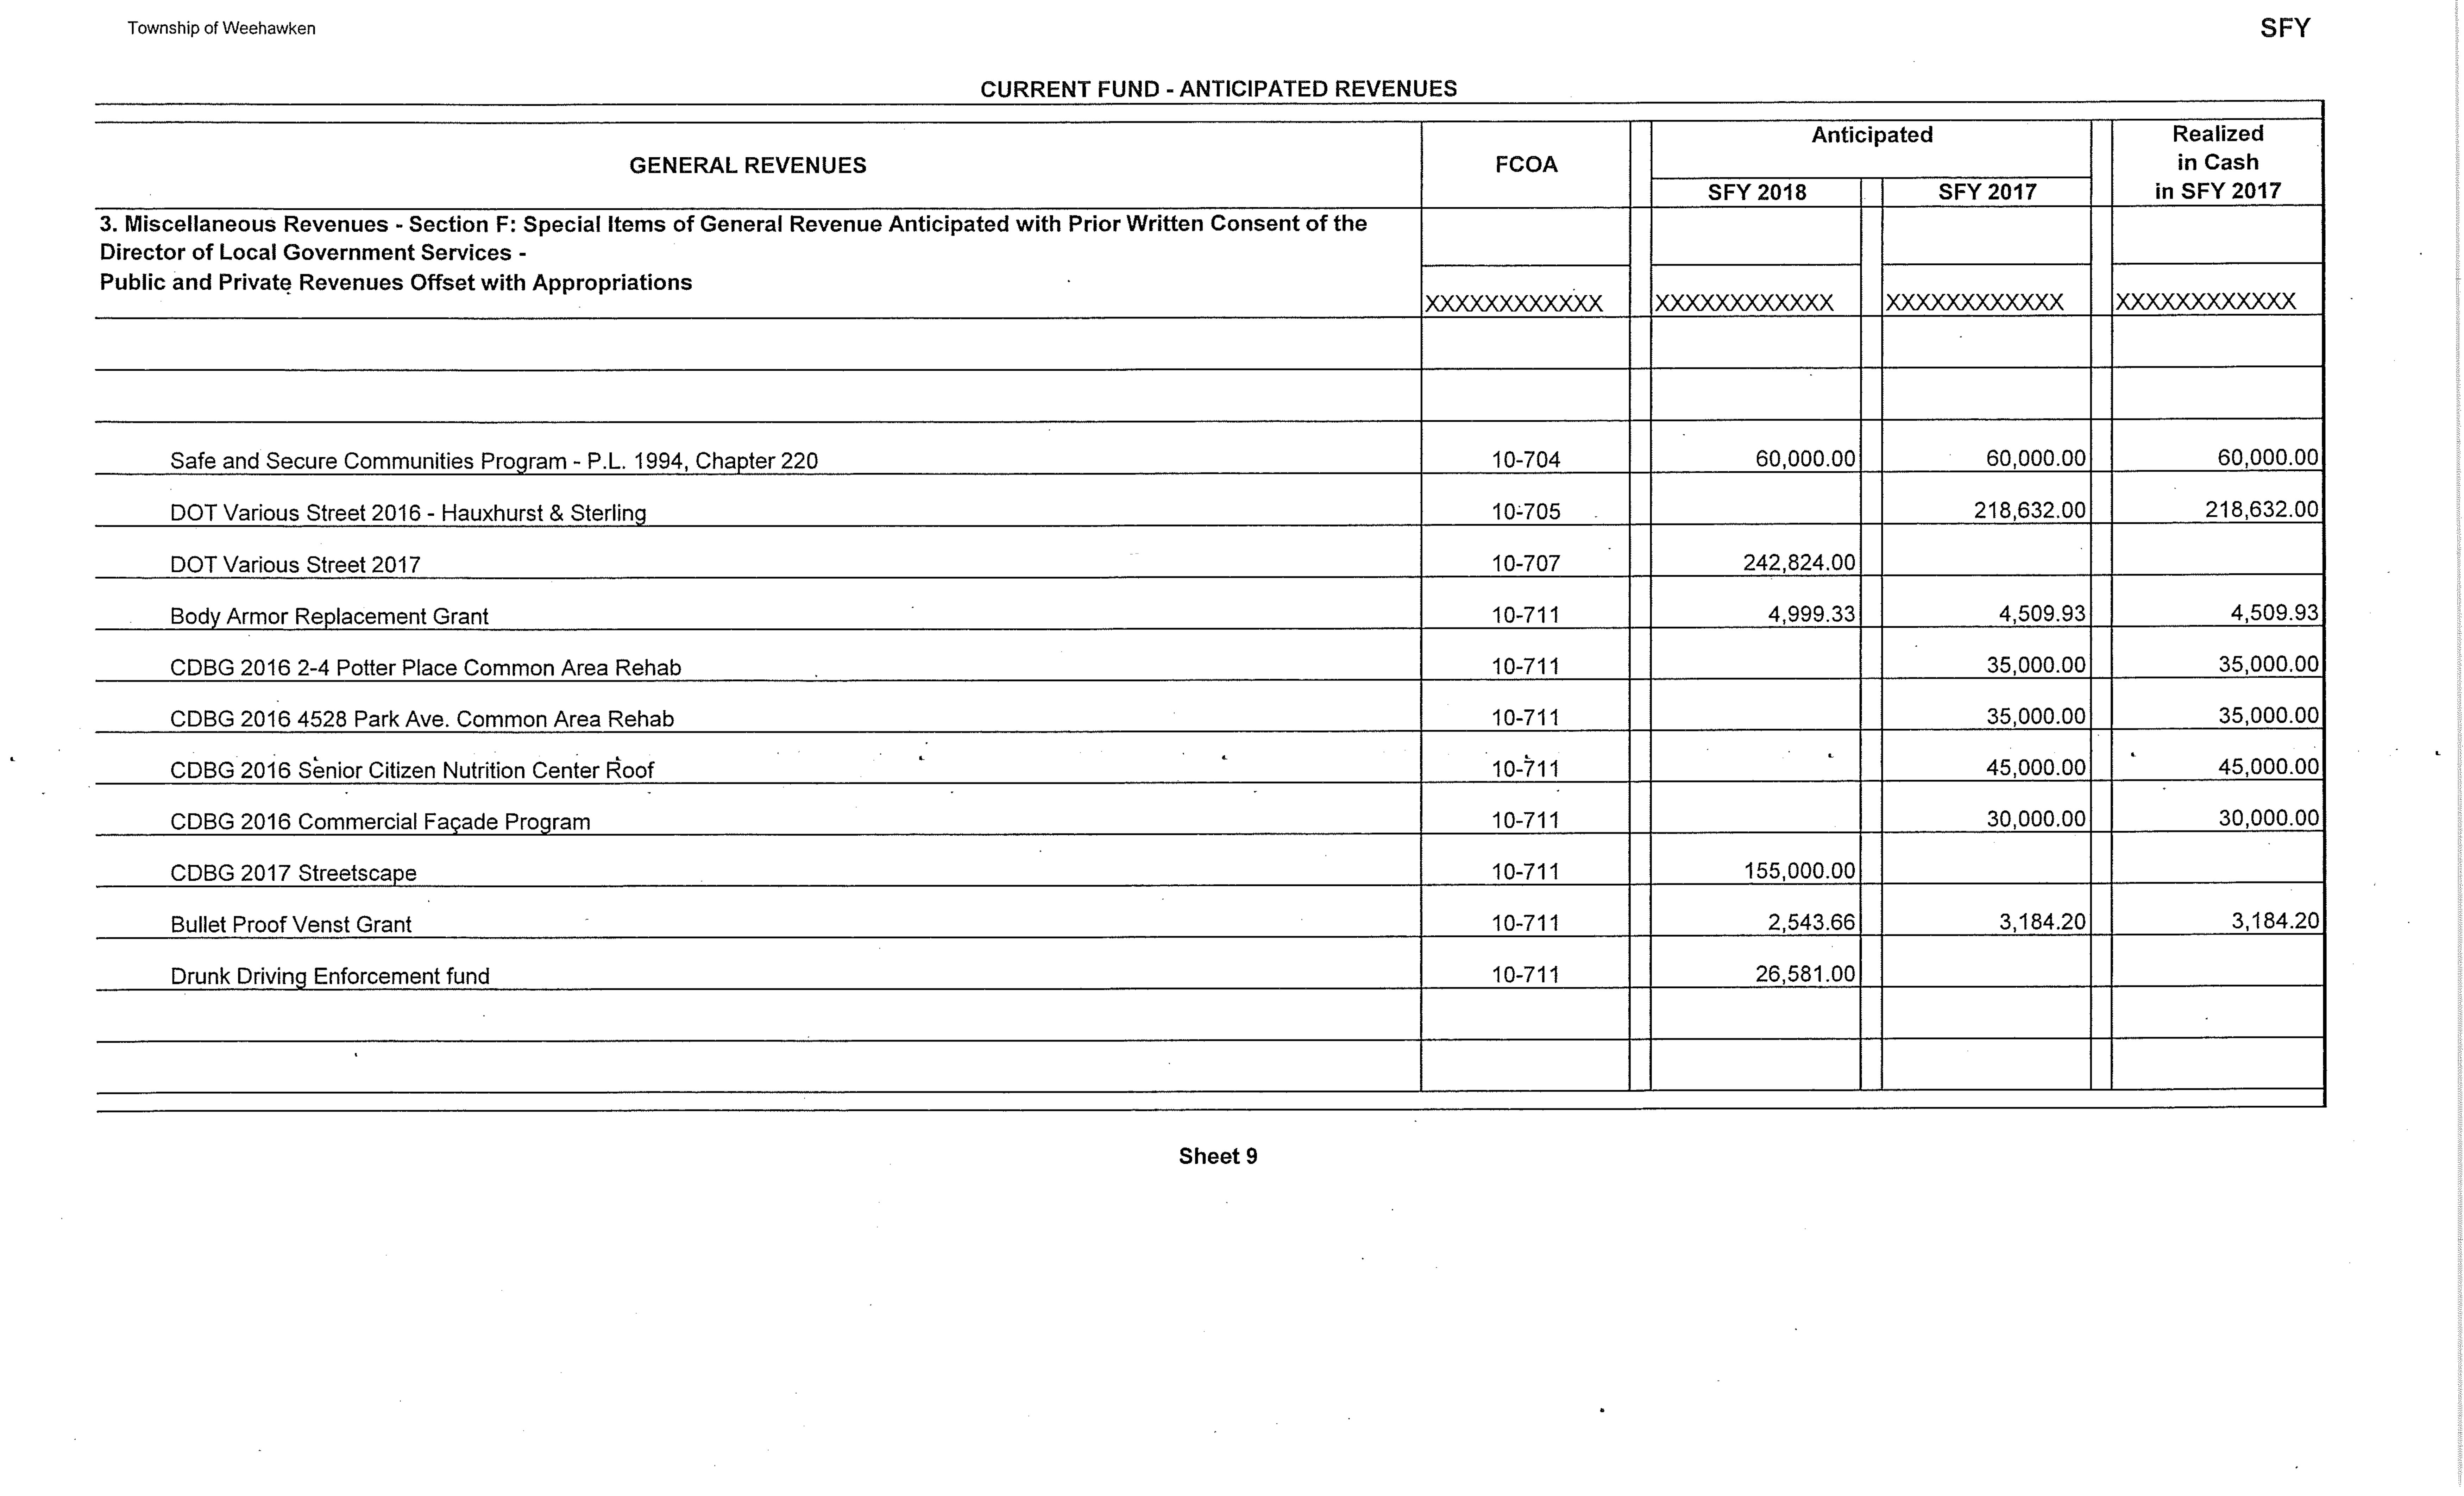 Township of Weehawken
SFY
CURRENT FUND - ANTICIPATED REVENUES
GENERAL REVENUES
FCOA
Anticipated
Realized
in Cash
in SFY 2017
SFY 2018
SFY 2017
3. Miscellaneous Revenues - Section F: Special Items of General Revenue Anticipated with Prior Written Consent of the
Director of Local Government Services -
Public and Private Revenues Offset with Appropriations
XXXXXXXXXXXX XXXXXXXXXXXX XXXXXXXXXXXX XXXXXXXXXXXX
Safe and Secure Communities Program - P.L. 1994, Chapter 220 10-704 60,000.00 60,000.00 60,000.00
DOT Various Street 2016 - Hauxhurst & Sterling 10-705 218,632.00 218,632.00
DOT Various Street 2017 10-707 242,824.00
Body Armor Replacement Grant 10-711 4,999.33 4,509.93 4,509.93
CDBG 2016 2-4 Potter Place Common Area Rehab 10-711 35,000.00 35,000.00
CDBG 2016 4528 Park Ave. Common Area Rehab 10-711 35,000.00 35,000.00
CDBG 2016 Senior Citizen Nutrition Center Roof 10-711 45,000.00 45,000.00
CDBG 2016 Commercial Façade Program 10-711 30,000.00 30,000.00
CDBG 2017 Streetscape 10-711 155,000.00
Bullet Proof Venst Grant 10-711 2,543.66 3,184.20 3,184.20
Drunk Driving Enforcement fund 10-711 26,581.00
Sheet 9